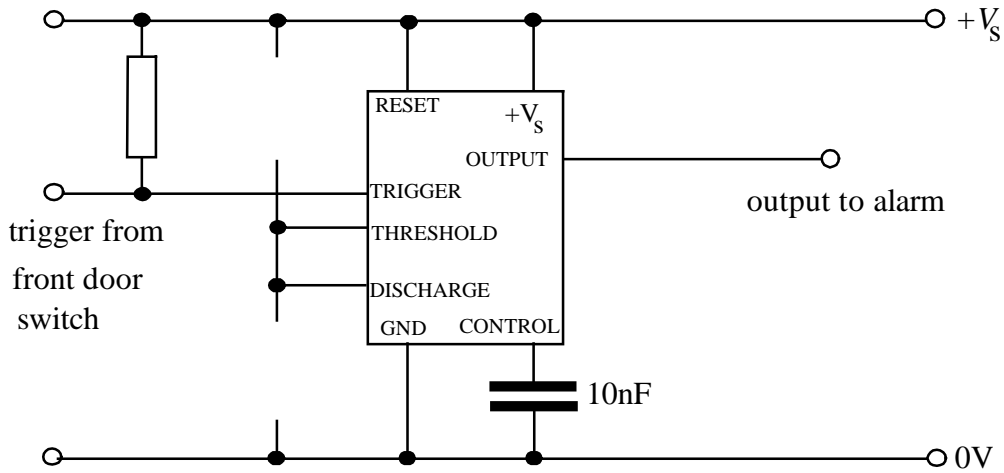 +Vs
RESET
+Vs
OUTPUT
TRIGGER
output to alarm
trigger from
THRESHOLD
front door
DISCHARGE
switch
GND CONTROL
10nF
0V